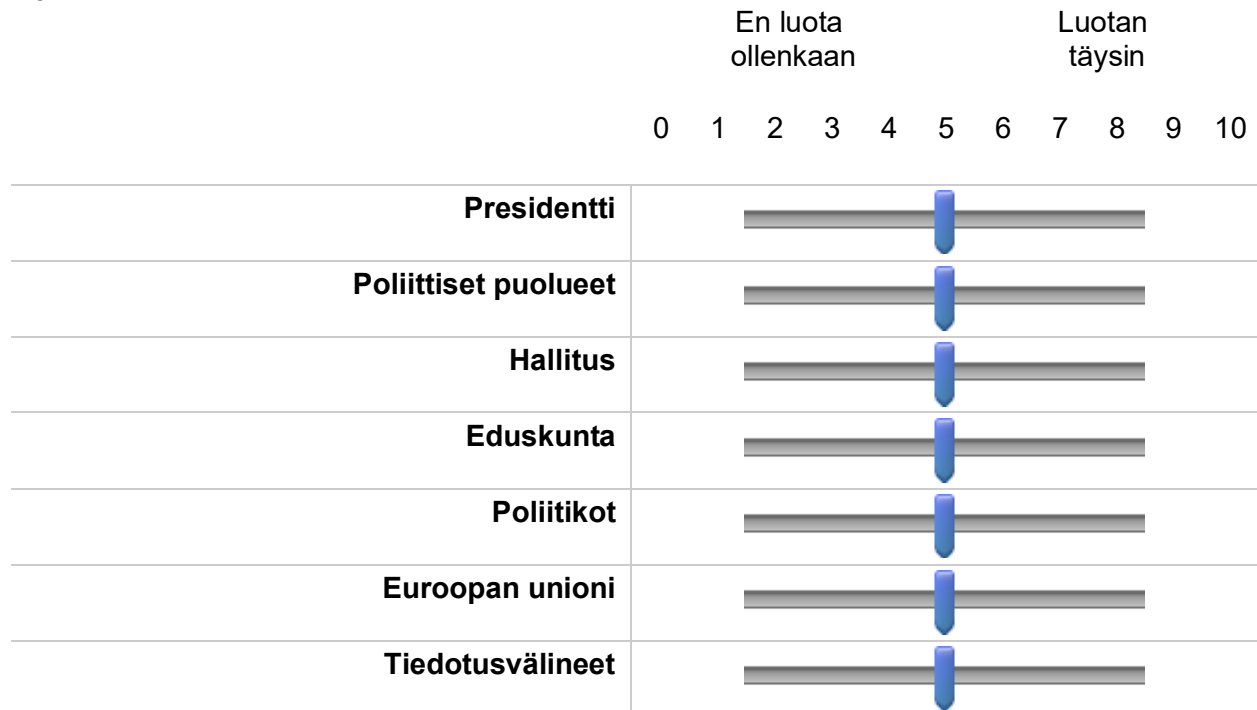 En luota Luotan
ollenkaan täysin
0 1 2 3 4 5 6 7 8 9 10
Presidentti
Poliittiset puolueet
Hallitus
Eduskunta
Poliitikot
Euroopan unioni
Tiedotusvälineet